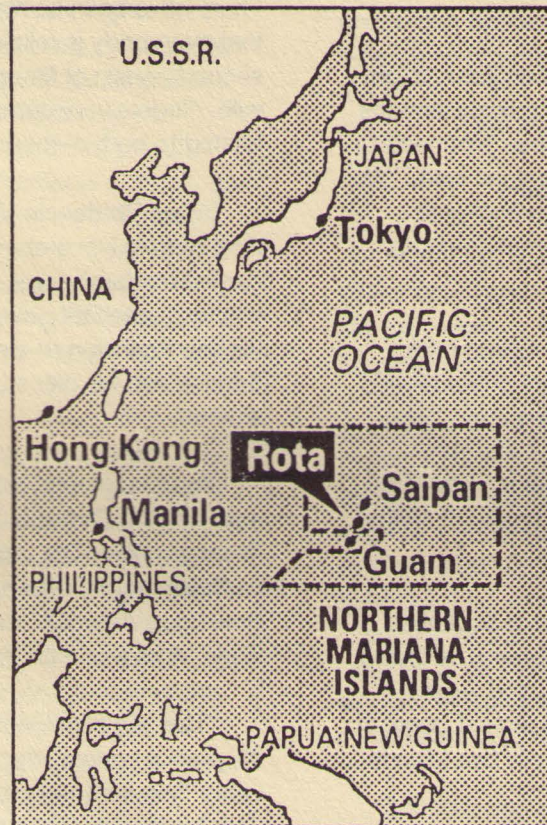 U.S.S.R.
JAPAN
Tokyo
CHINA
PACIFIC
OCEAN
Hong Kong
Rota
Saipan
Manila
Guam
PHILIPPINES
NORTHERN
MARIANA
ISLANDS
PAPUA NEW GUINEA